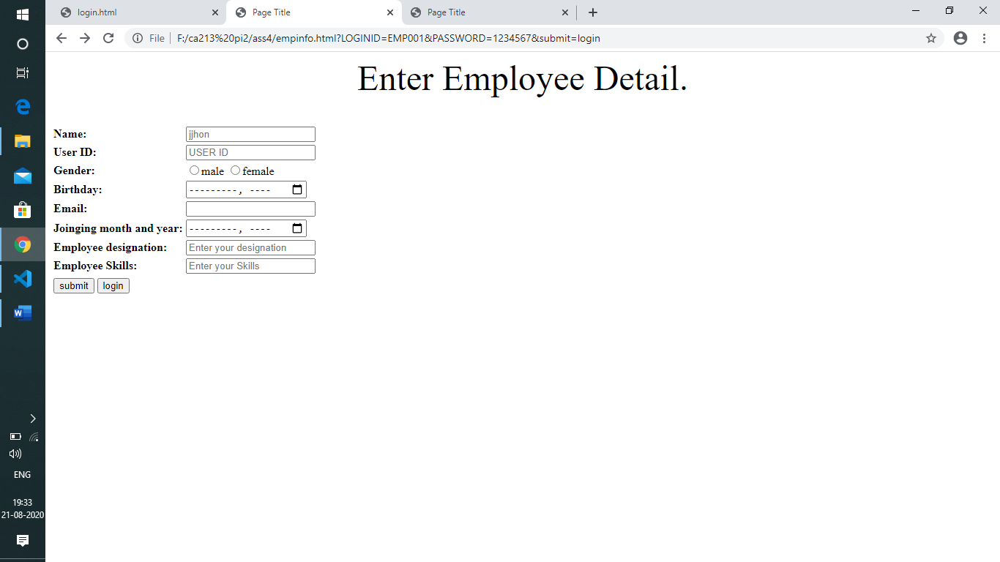 login.html
Page Title
Page Title
File
F:/ca213%20pi2/ass4/empinfo.html?LOGINID=EMP001&PASSWORD=1234567&submit=login
Enter Employee Detail.
Name: jjhon
User ID: USER ID
Gender: male female
Birthday: ---------, ----
Email:
Joinging month and year: ---------, ----
Employee designation: Enter your designation
Employee Skills: Enter your Skills
submit login
ENG
19:33
21-08-2020